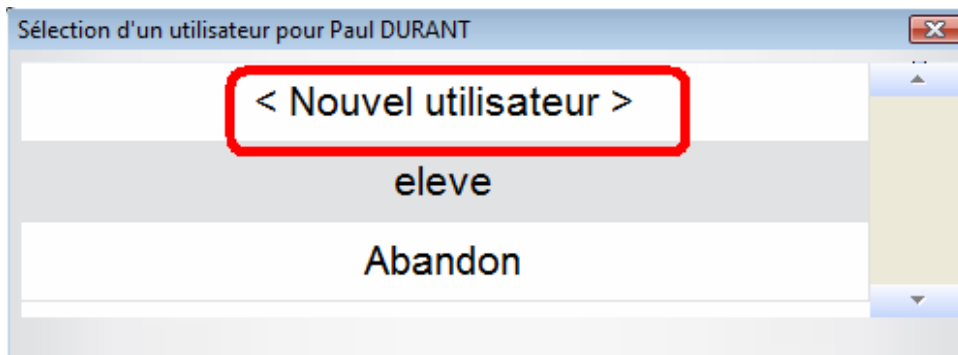 Sélection d'un utilisateur pour Paul DURANT
< Nouvel utilisateur >
eleve
Abandon